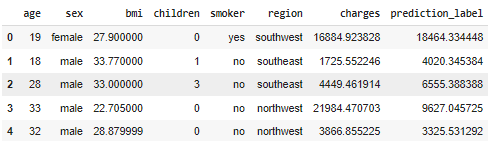 age sex bmi children smoker region charges prediction_label
0 19 female 27.900000 0 yes southwest 16884.923828 18464.334448
1 18 male 33.770000 1 no southeast 1725.552246 4020.345384
2 28 male 33.000000 3 no southeast 4449.461914 6555.388388
3 33 male 22.705000 0 no northwest 21984.470703 9627.045725
4 32 male 28.879999 0 no northwest 3866.855225 3325.531292